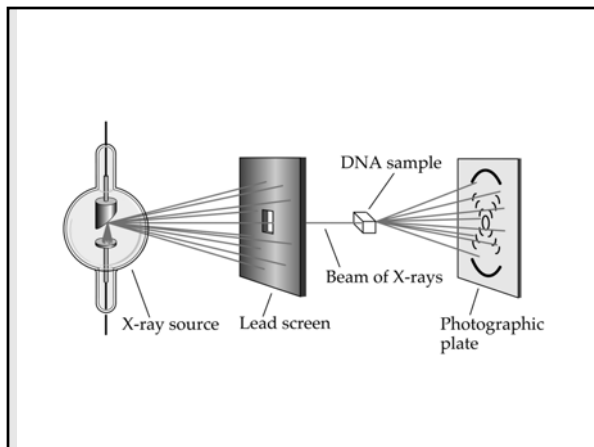 DNA sample
Beam of X-rays
X-ray source
Lead screen
Photographic
plate